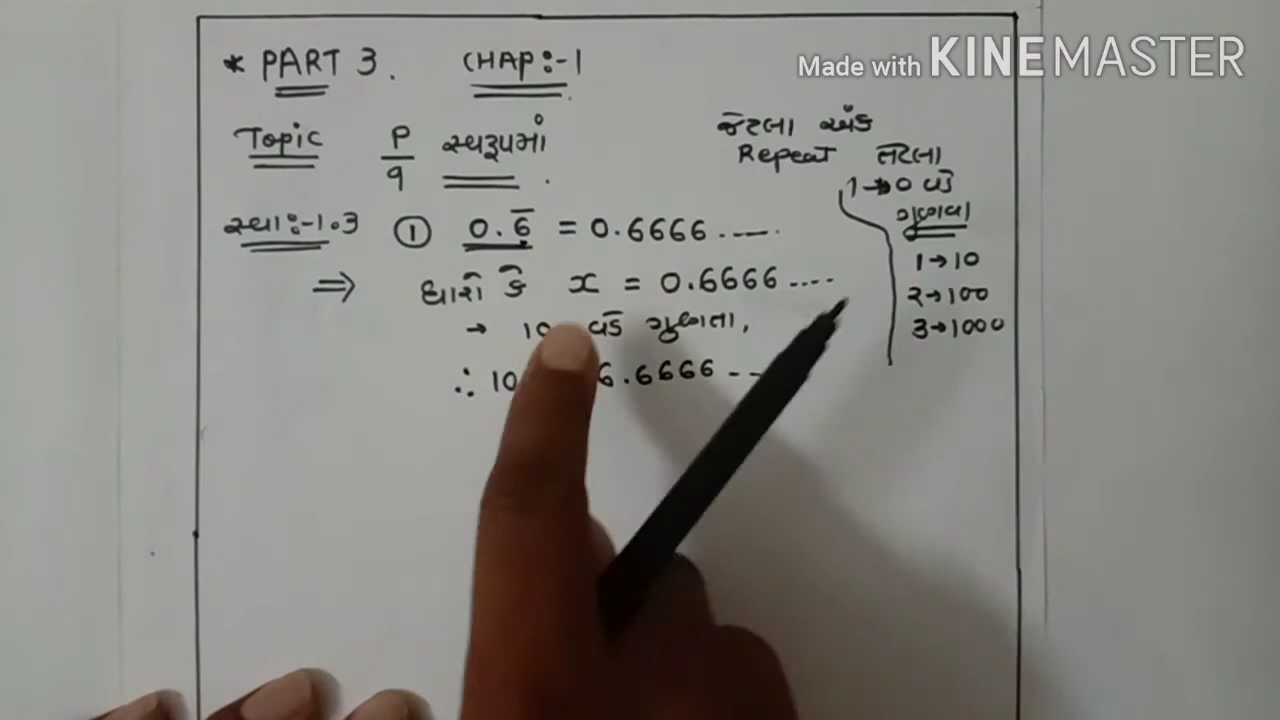 Made with KINEMASTER
* PART 3. CHAP:-1
Topic P/q સ્વરૂપમાં.
જેટલા અંક
Repeat તેટલા
1 → 0 વડે
ગુણવા
1 → 10
2 → 100
3 → 1000
સ્વા:-1.3 ① 0.6̅ = 0.6666.....
⇒ ધારો કે x = 0.6666....
→ 10 વડે ગુણતા,
∴ 10 6.6666 - -